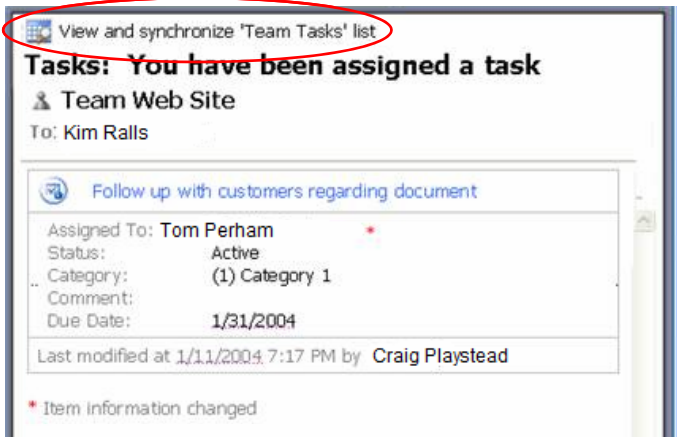 View and synchronize 'Team Tasks' list
Tasks: You have been assigned a task
Team Web Site
To: Kim Ralls
Follow up with customers regarding document
Assigned To: Tom Perham *
Status: Active
Category: (1) Category 1
Comment:
Due Date: 1/31/2004
Last modified at 1/11/2004 7:17 PM by Craig Playstead
* Item information changed